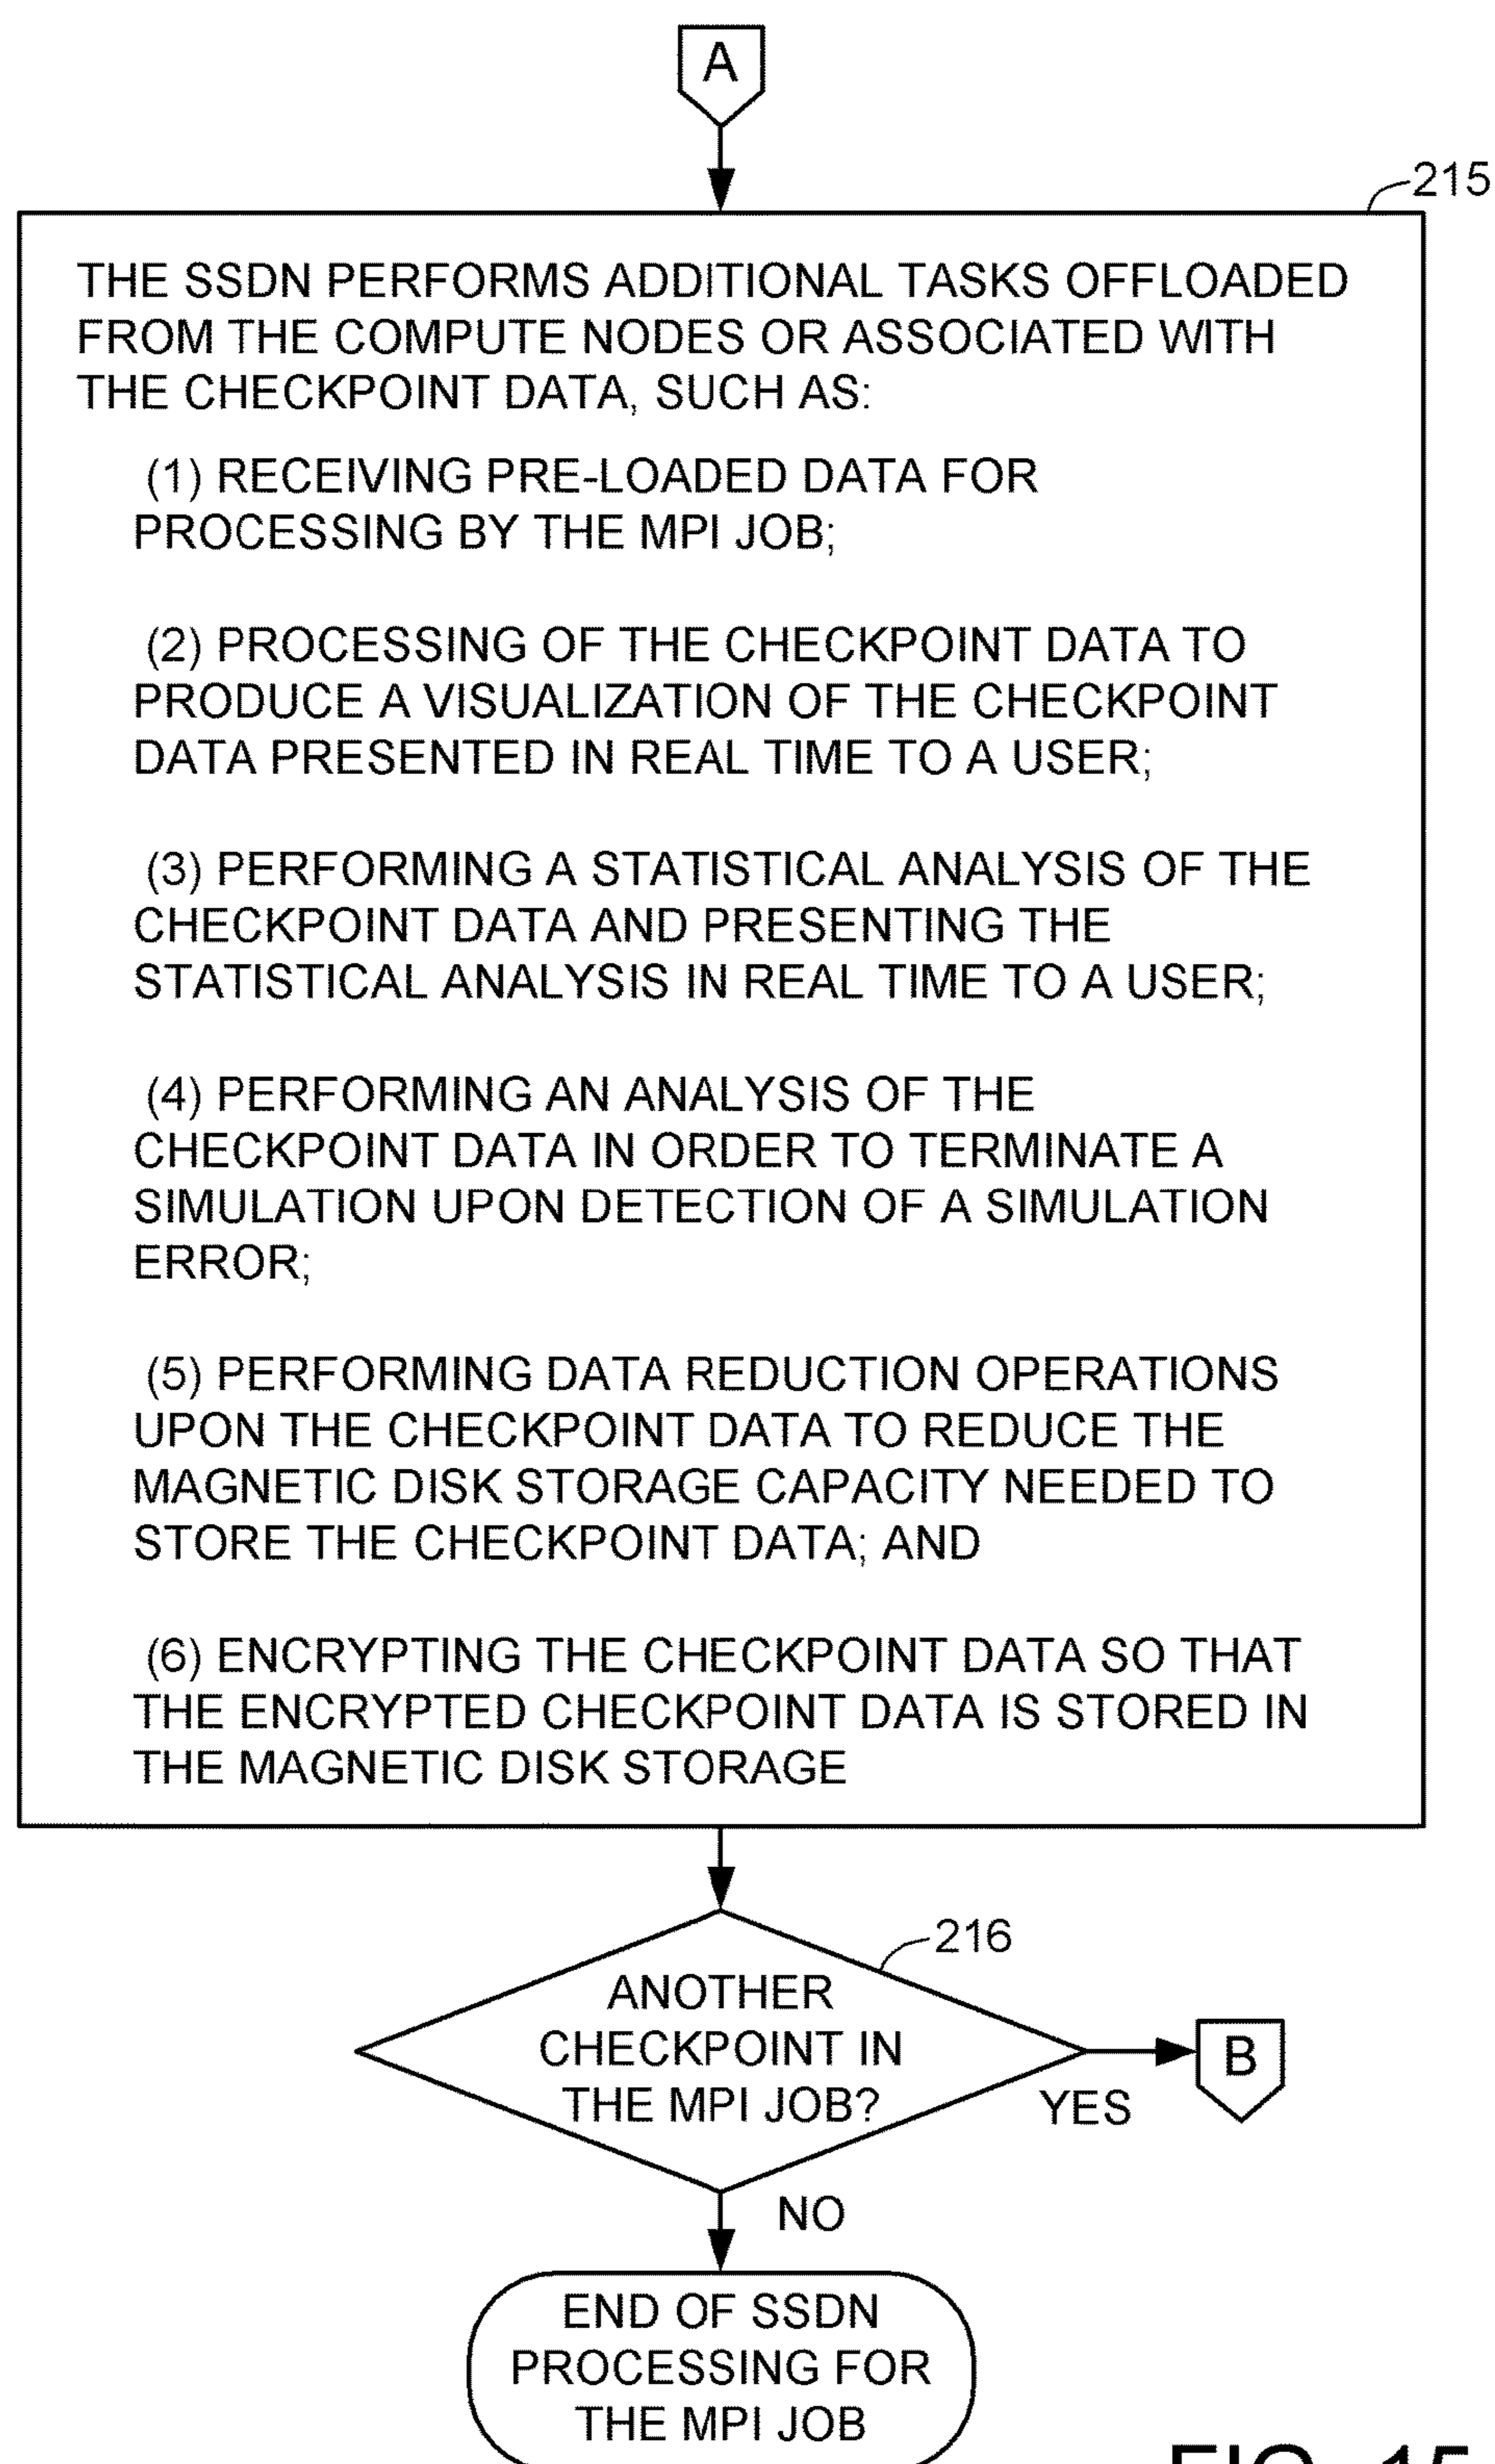 A
215
THE SSDN PERFORMS ADDITIONAL TASKS OFFLOADED
FROM THE COMPUTE NODES OR ASSOCIATED WITH
THE CHECKPOINT DATA, SUCH AS:
(1) RECEIVING PRE-LOADED DATA FOR
PROCESSING BY THE MPI JOB;
(2) PROCESSING OF THE CHECKPOINT DATA TO
PRODUCE A VISUALIZATION OF THE CHECKPOINT
DATA PRESENTED IN REAL TIME TO A USER;
(3) PERFORMING A STATISTICAL ANALYSIS OF THE
CHECKPOINT DATA AND PRESENTING THE
STATISTICAL ANALYSIS IN REAL TIME TO A USER;
(4) PERFORMING AN ANALYSIS OF THE
CHECKPOINT DATA IN ORDER TO TERMINATE A
SIMULATION UPON DETECTION OF A SIMULATION
ERROR;
(5) PERFORMING DATA REDUCTION OPERATIONS
UPON THE CHECKPOINT DATA TO REDUCE THE
MAGNETIC DISK STORAGE CAPACITY NEEDED TO
STORE THE CHECKPOINT DATA; AND
(6) ENCRYPTING THE CHECKPOINT DATA SO THAT
THE ENCRYPTED CHECKPOINT DATA IS STORED IN
THE MAGNETIC DISK STORAGE
216
ANOTHER
CHECKPOINT IN
THE MPI JOB?
B
YES
NO
END OF SSDN
PROCESSING FOR
THE MPI JOB
FIG. 15